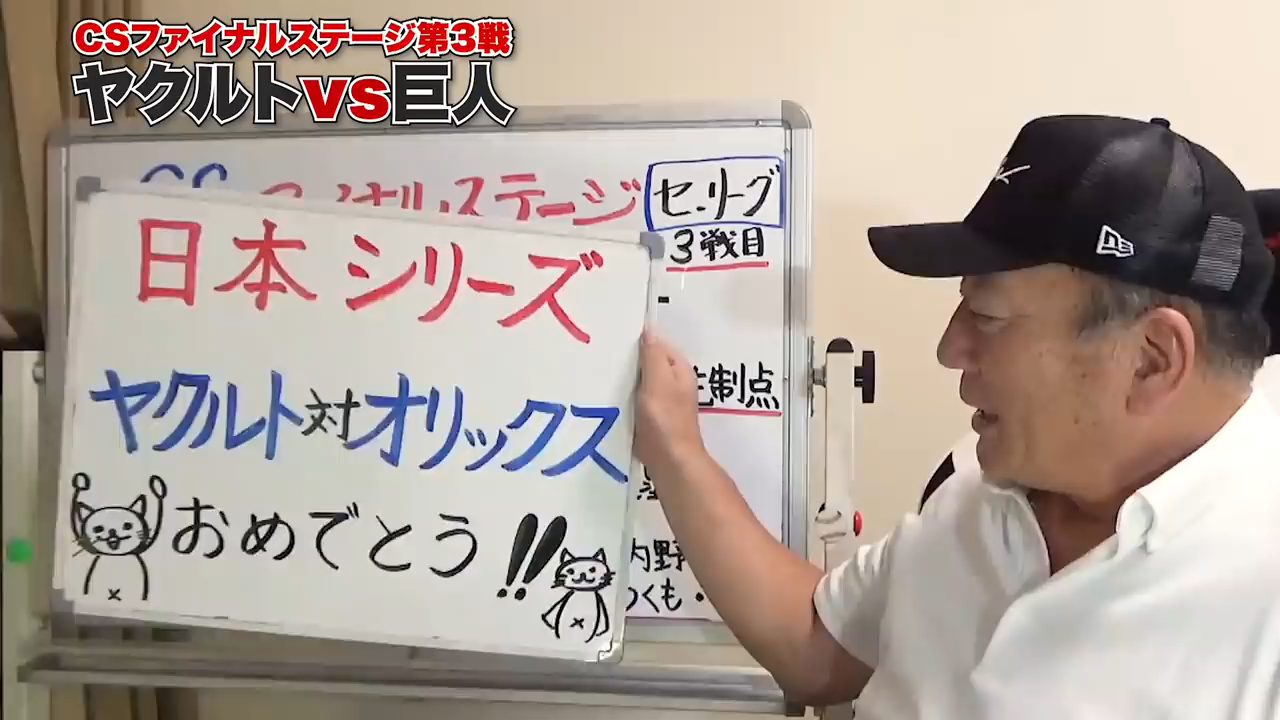 CSファイナルステージ第3戦
ヤクルトvs巨人
ナルステージ
セ・リーグ
3戦目
制点
日本シリーズ
ヤクルト対オリックス
おめでとう!!
内野
つくも・